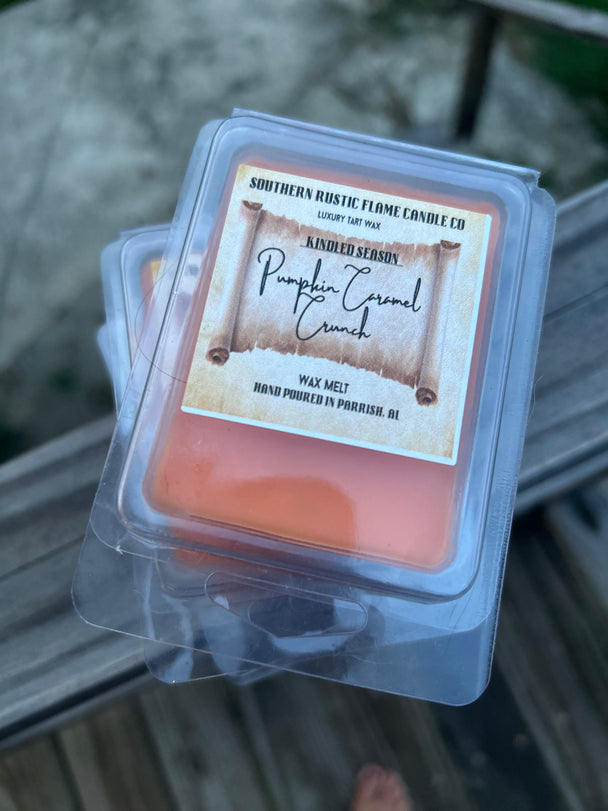 SOUTHERN RUSTIC FLAME CANDLE CO
LUXURY TART WAX
KINDLED SEASON
Pumpkin Caramel
Crunch
WAX MELT
HAND POURED IN PARRISH, AL